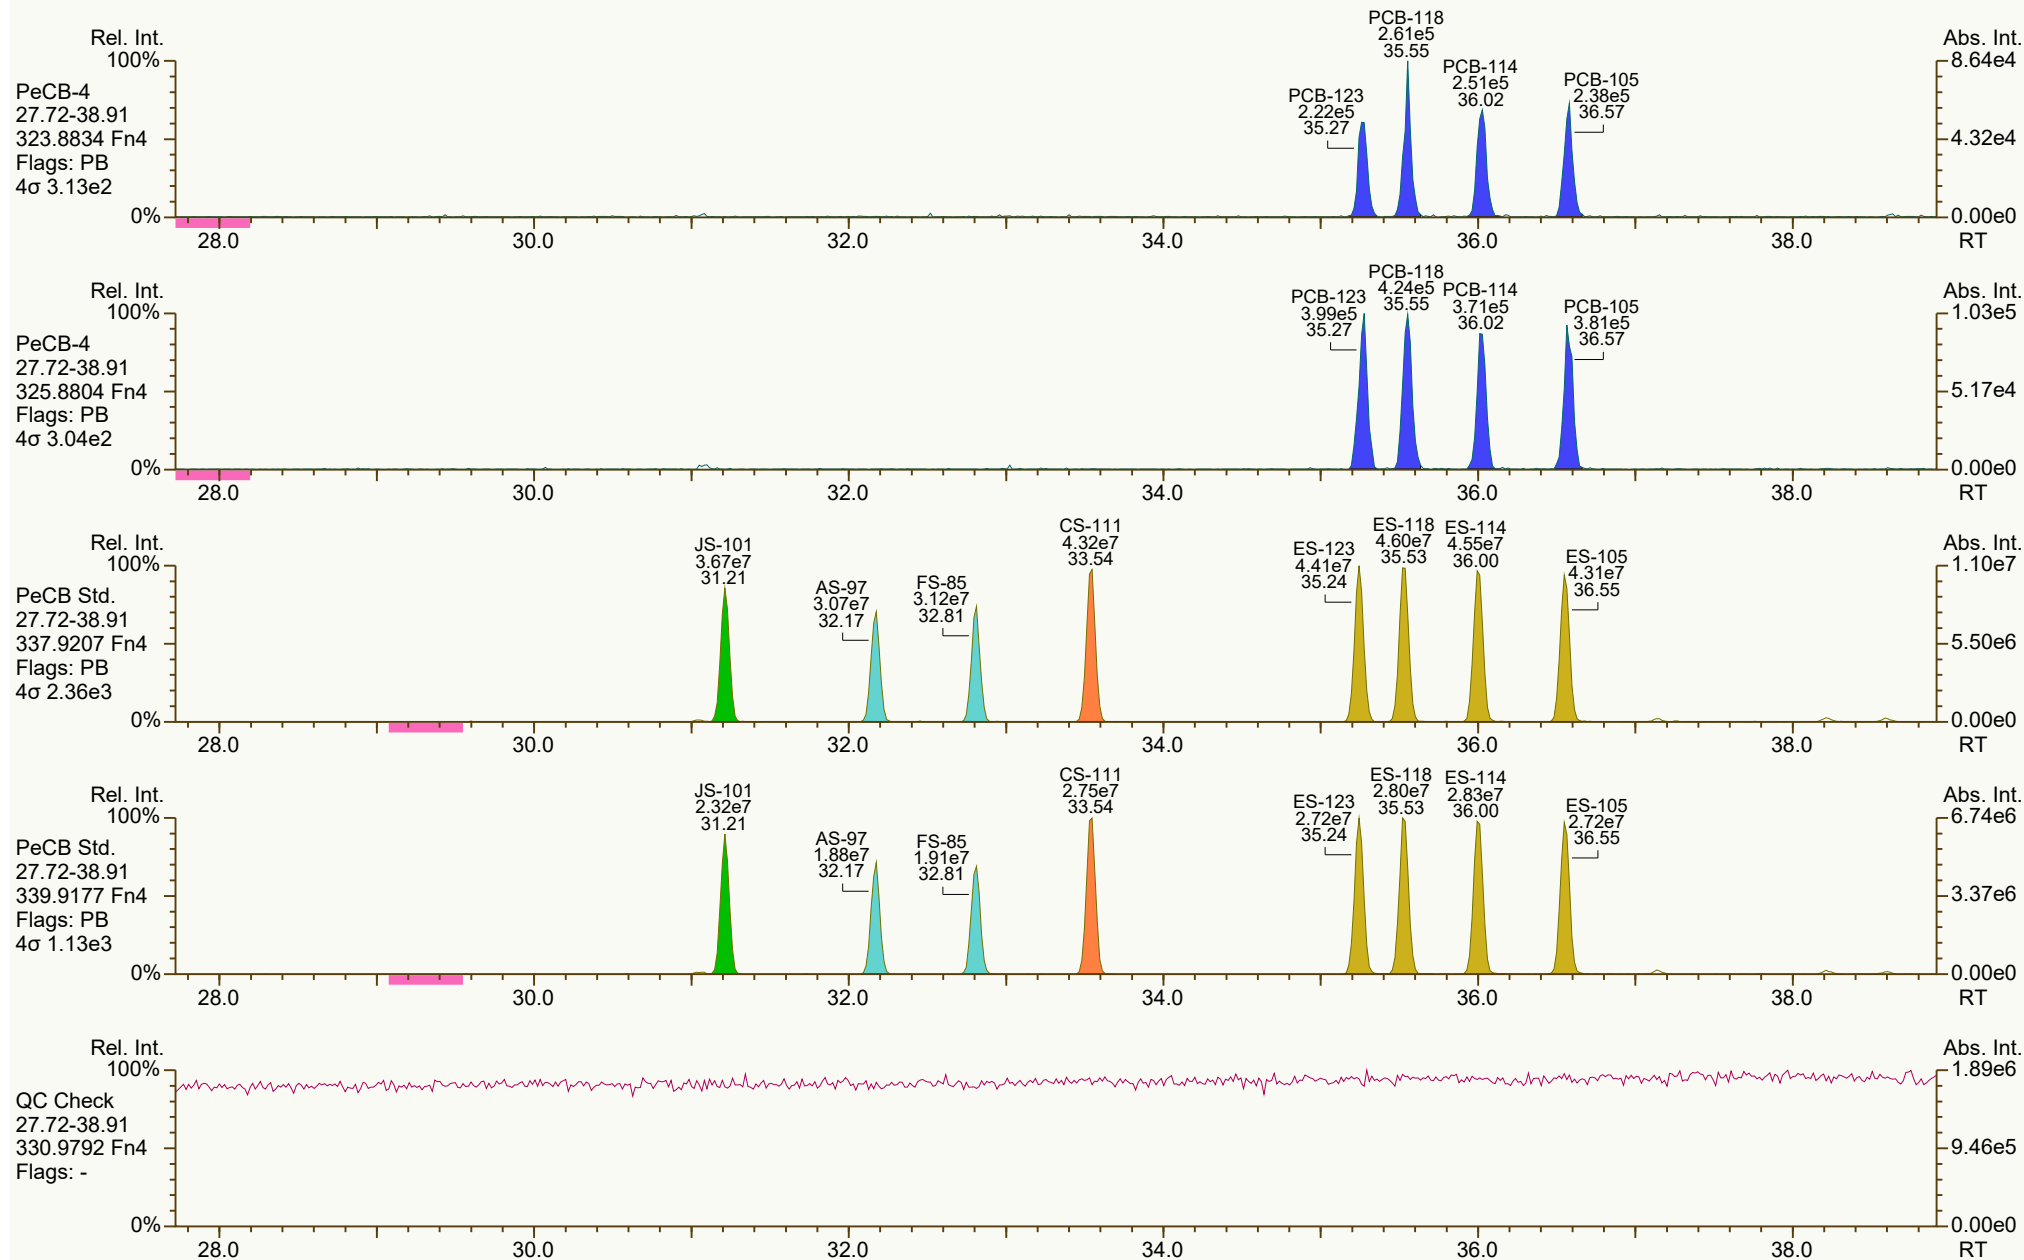 Rel. Int.
100%
0%
PeCB-4
27.72-38.91
323.8834 Fn4
Flags: PB
4σ 3.13e2
PCB-123
2.22e5
35.27
PCB-118
2.61e5
35.55
PCB-114
2.51e5
36.02
PCB-105
2.38e5
36.57
Abs. Int.
8.64e4
4.32e4
0.00e0
28.0 30.0 32.0 34.0 36.0 38.0 RT
Rel. Int.
100%
0%
PeCB-4
27.72-38.91
325.8804 Fn4
Flags: PB
4σ 3.04e2
PCB-123
3.99e5
35.27
PCB-118
4.24e5
35.55
PCB-114
3.71e5
36.02
PCB-105
3.81e5
36.57
Abs. Int.
1.03e5
5.17e4
0.00e0
28.0 30.0 32.0 34.0 36.0 38.0 RT
Rel. Int.
100%
0%
PeCB Std.
27.72-38.91
337.9207 Fn4
Flags: PB
4σ 2.36e3
JS-101
3.67e7
31.21
AS-97
3.07e7
32.17
FS-85
3.12e7
32.81
CS-111
4.32e7
33.54
ES-123
4.41e7
35.24
ES-118
4.60e7
35.53
ES-114
4.55e7
36.00
ES-105
4.31e7
36.55
Abs. Int.
1.10e7
5.50e6
0.00e0
28.0 30.0 32.0 34.0 36.0 38.0 RT
Rel. Int.
100%
0%
PeCB Std.
27.72-38.91
339.9177 Fn4
Flags: PB
4σ 1.13e3
JS-101
2.32e7
31.21
AS-97
1.88e7
32.17
FS-85
1.91e7
32.81
CS-111
2.75e7
33.54
ES-123
2.72e7
35.24
ES-118
2.80e7
35.53
ES-114
2.83e7
36.00
ES-105
2.72e7
36.55
Abs. Int.
6.74e6
3.37e6
0.00e0
28.0 30.0 32.0 34.0 36.0 38.0 RT
Rel. Int.
100%
0%
QC Check
27.72-38.91
330.9792 Fn4
Flags: -
Abs. Int.
1.89e6
9.46e5
0.00e0
28.0 30.0 32.0 34.0 36.0 38.0 RT